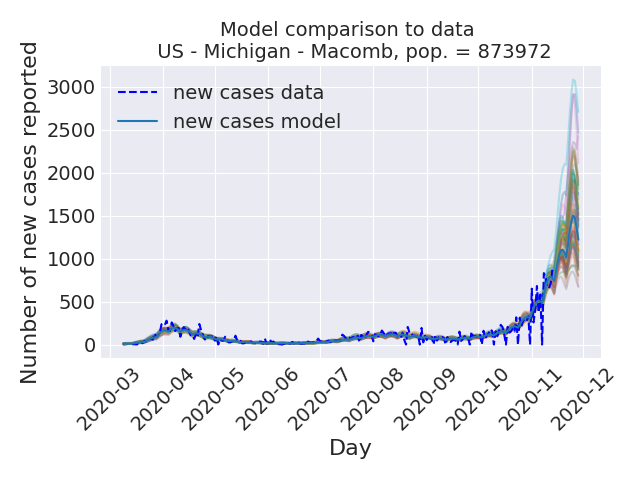 Model comparison to data
US - Michigan - Macomb, pop. = 873972
Number of new cases reported
3000
2500
2000
1500
1000
500
0
new cases data
new cases model
2020-03
2020-04
2020-05
2020-06
2020-07
2020-08
2020-09
2020-10
2020-11
2020-12
Day